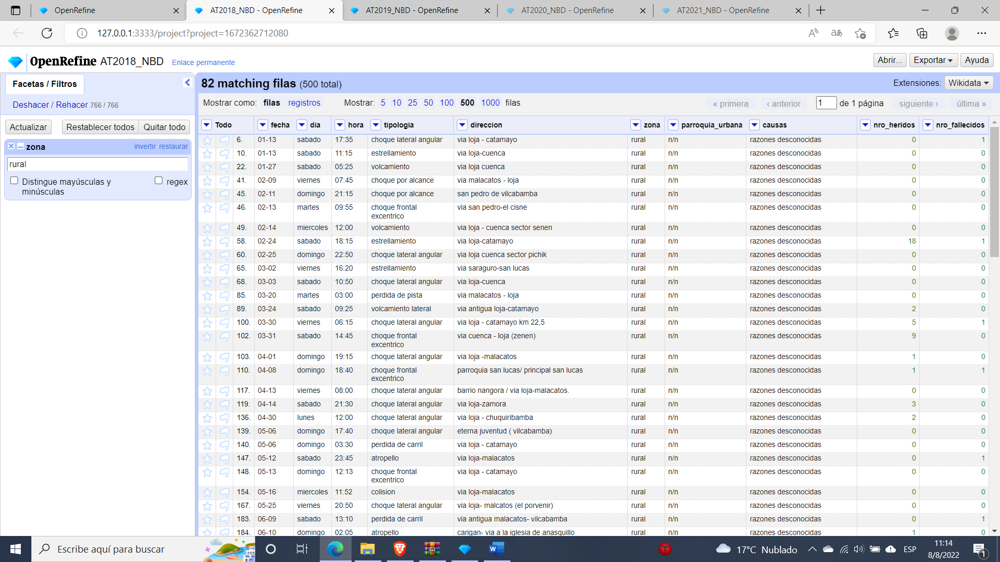 OpenRefine
AT2018_NBD - OpenRefine
AT2019_NBD - OpenRefine
AT2020_NBD - OpenRefine
AT2021_NBD - OpenRefine
127.0.0.1:3333/project?project=1672362712080
OpenRefine AT2018_NBD Enlace permanente
Abrir... Exportar Ayuda
Facetas / Filtros
Deshacer / Rehacer 766 / 766
Actualizar Restablecer todos Quitar todo
zona invertir restaurar
rural
Distingue mayúsculas y minúsculas regex
82 matching filas (500 total)
Extensiones: Wikidata
Mostrar como: filas registros Mostrar: 5 10 25 50 100 500 1000 filas
« primera ‹ anterior 1 de 1 página siguiente › última »
Todo fecha dia hora tipologia direccion zona parroquia_urbana causas nro_heridos nro_fallecidos
6. 01-13 sabado 17:35 choque lateral angular via loja - catamayo rural n/n razones desconocidas 0 1
10. 01-13 sabado 11:15 estrellamiento via loja-cuenca rural n/n razones desconocidas 0 0
22. 01-27 sabado 05:25 volcamiento via loja cuenca rural n/n razones desconocidas 0 0
41. 02-09 viernes 07:45 choque por alcance via malacatos - loja rural n/n razones desconocidas 0 0
45. 02-11 domingo 21:15 choque por alcance san pedro de vilcabamba rural n/n razones desconocidas 0 0
46. 02-13 martes 09:55 choque frontal excentrico via san pedro-el cisne rural n/n razones desconocidas 0 0
49. 02-14 miercoles 12:00 volcamiento via loja - cuenca sector senen rural n/n razones desconocidas 0 0
58. 02-24 sabado 18:15 estrellamiento via loja-catamayo rural n/n razones desconocidas 18 1
60. 02-25 domingo 22:50 choque lateral angular via loja cuenca sector pichik rural n/n razones desconocidas 0 0
65. 03-02 viernes 16:20 estrellamiento via saraguro-san lucas rural n/n razones desconocidas 0 0
68. 03-03 sabado 10:50 choque lateral angular via loja-cuenca rural n/n razones desconocidas 0 0
85. 03-20 martes 03:00 perdida de pista via malacatos - loja rural n/n razones desconocidas 0 0
89. 03-24 sabado 09:25 volcamiento lateral via antigua loja-catamayo rural n/n razones desconocidas 2 0
100. 03-30 viernes 06:15 choque lateral angular via loja - catamayo km 22,5 rural n/n razones desconocidas 5 1
102. 03-31 sabado 14:45 choque frontal excentrico via cuenca - loja (zenen) rural n/n razones desconocidas 9 0
103. 04-01 domingo 19:15 choque lateral angular via loja -malacatos rural n/n razones desconocidas 1 0
110. 04-08 domingo 18:40 choque frontal excentrico parroquia san lucas/ principal san lucas rural n/n razones desconocidas 1 1
117. 04-13 viernes 08:00 choque lateral angular barrio nangora / via loja-malacatos. rural n/n razones desconocidas 0 0
119. 04-14 sabado 21:30 choque lateral angular via loja-zamora rural n/n razones desconocidas 3 0
136. 04-30 lunes 12:00 choque lateral angular via loja - chuquiribamba rural n/n razones desconocidas 2 0
139. 05-06 domingo 17:40 choque lateral angular eterna juventud ( vilcabamba) rural n/n razones desconocidas 0 0
140. 05-06 domingo 03:30 perdida de carril via loja - catamayo rural n/n razones desconocidas 0 0
147. 05-12 sabado 23:45 atropello via loja-malacatos rural n/n razones desconocidas 0 1
148. 05-13 domingo 12:13 choque frontal excentrico via loja - catamayo rural n/n razones desconocidas 0 0
154. 05-16 miercoles 11:52 colision via loja-malacatos rural n/n razones desconocidas 0 0
167. 05-25 viernes 20:50 choque lateral angular via loja- malcatos (el porvenir) rural n/n razones desconocidas 0 0
183. 06-09 sabado 13:10 perdida de carril via antigua malacatos- vilcabamba rural n/n razones desconocidas 0 1
184. 06-10 domingo 02:05 atropello carigan- via a la iglesia de anasquillo rural n/n razones desconocidas 1 0
Escribe aquí para buscar
17°C Nublado
ESP
11:14
8/8/2022
1